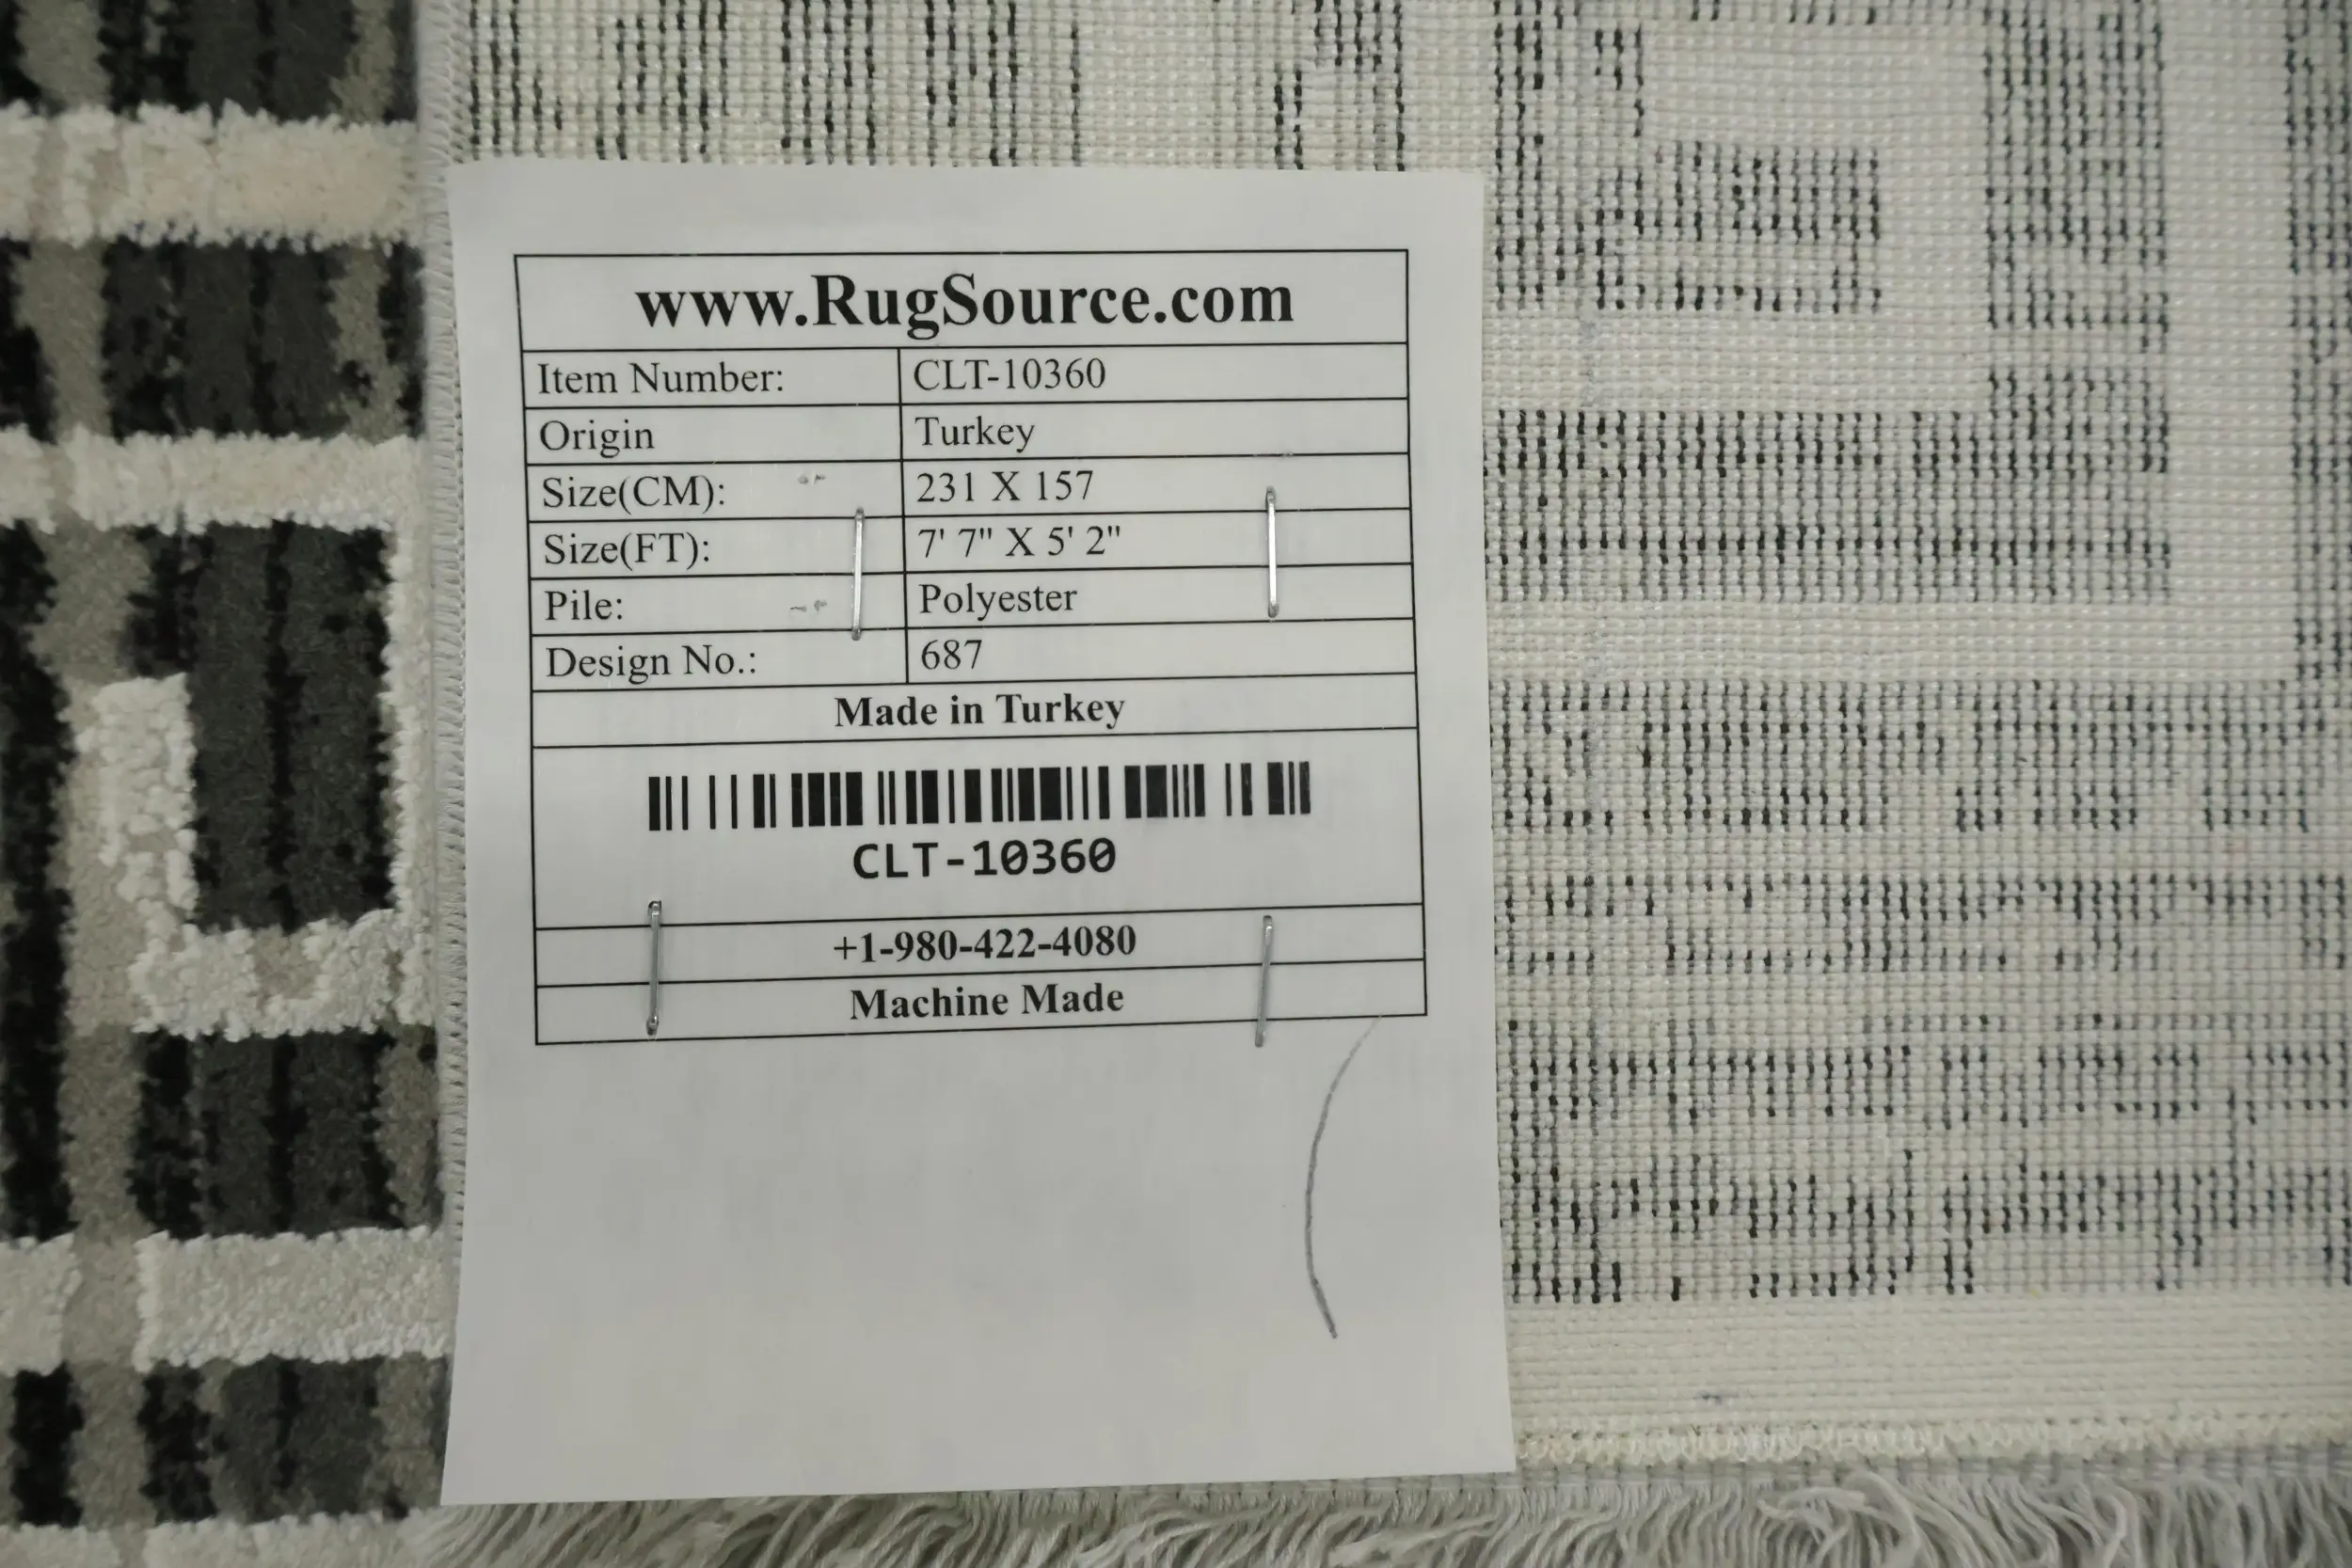 www.RugSource.com
Item Number: CLT-10360
Origin Turkey
Size(CM): 231 X 157
Size(FT): 7' 7" X 5' 2"
Pile: Polyester
Design No.: 687
Made in Turkey
CLT-10360
+1-980-422-4080
Machine Made